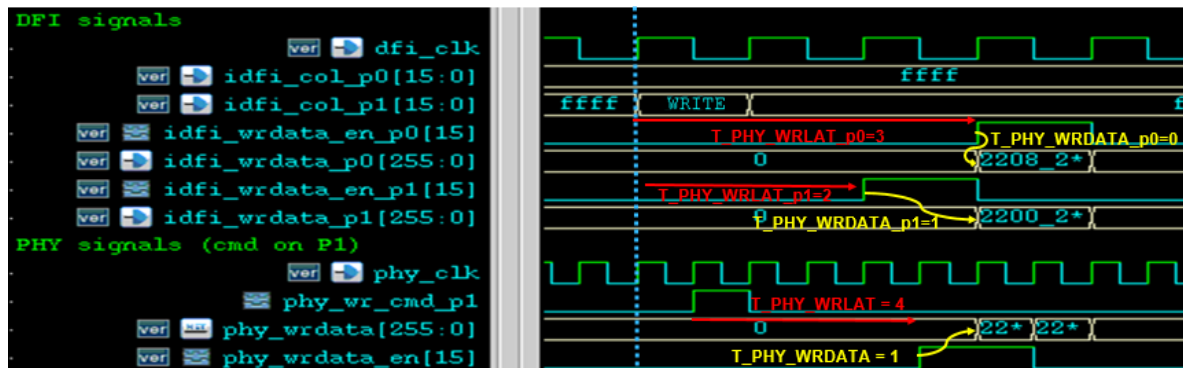 DFI signals
ver dfi_clk
ver idfi_col_p0[15:0] ffff
ver idfi_col_p1[15:0] ffff WRITE f
ver idfi_wrdata_en_p0[15] T_PHY_WRLAT_p0=3 T_PHY_WRDATA_p0=0
ver idfi_wrdata_p0[255:0] 0 2208_2*
ver idfi_wrdata_en_p1[15] T_PHY_WRLAT_p1=2
ver idfi_wrdata_p1[255:0] 0 T_PHY_WRDATA_p1=1 2200_2*
PHY signals (cmd on P1)
ver phy_clk
phy_wr_cmd_p1 T_PHY_WRLAT = 4
ver phy_wrdata[255:0] 0 22* 22*
ver phy_wrdata_en[15] T_PHY_WRDATA = 1